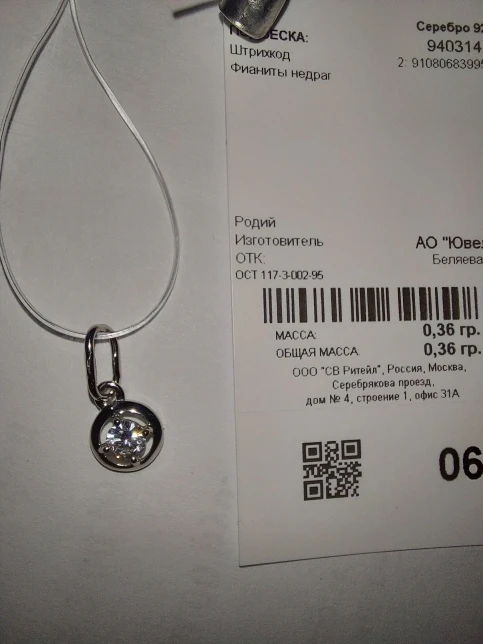 Серебро 92
940314
Штрихкод
2: 91080683995
Фианиты недраг
Родий
Изготовитель АО "Ювел
ОТК: Беляева
ОСТ 117-3-002-95
МАССА: 0,36 гр.
ОБЩАЯ МАССА 0,36 гр.
ООО "СВ Ритейл", Россия, Москва,
Серебрякова проезд,
дом № 4, строение 1, офис 31А
06